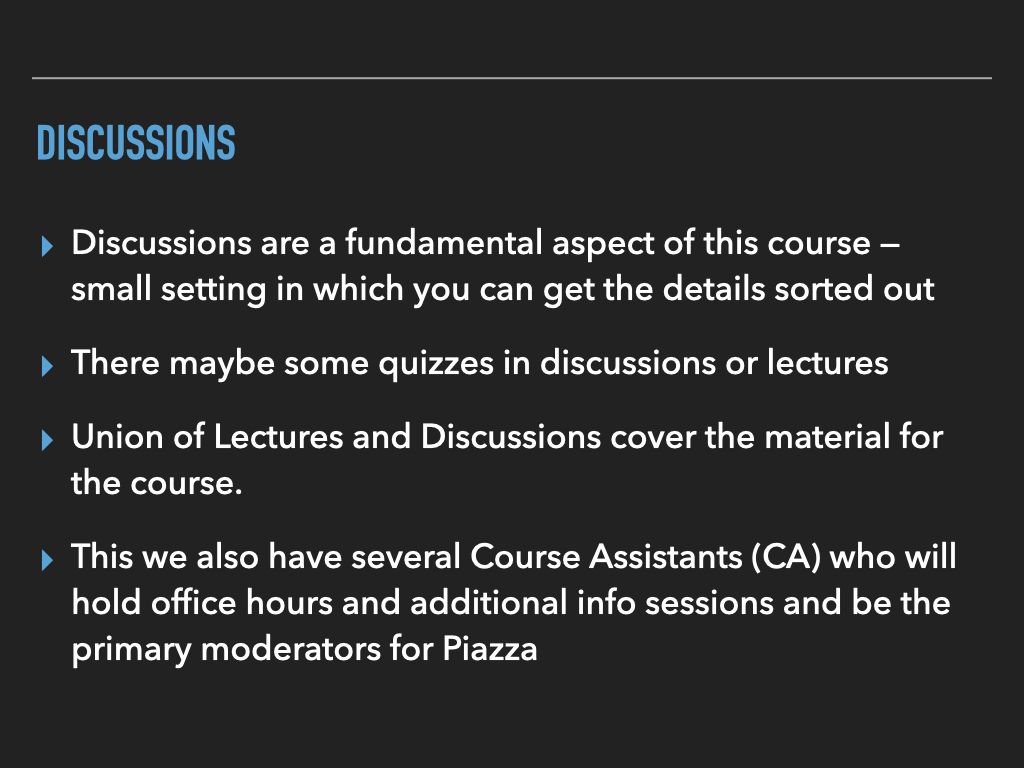 DISCUSSIONS
Discussions are a fundamental aspect of this course –
small setting in which you can get the details sorted out
There maybe some quizzes in discussions or lectures
Union of Lectures and Discussions cover the material for
the course.
This we also have several Course Assistants (CA) who will
hold office hours and additional info sessions and be the
primary moderators for Piazza